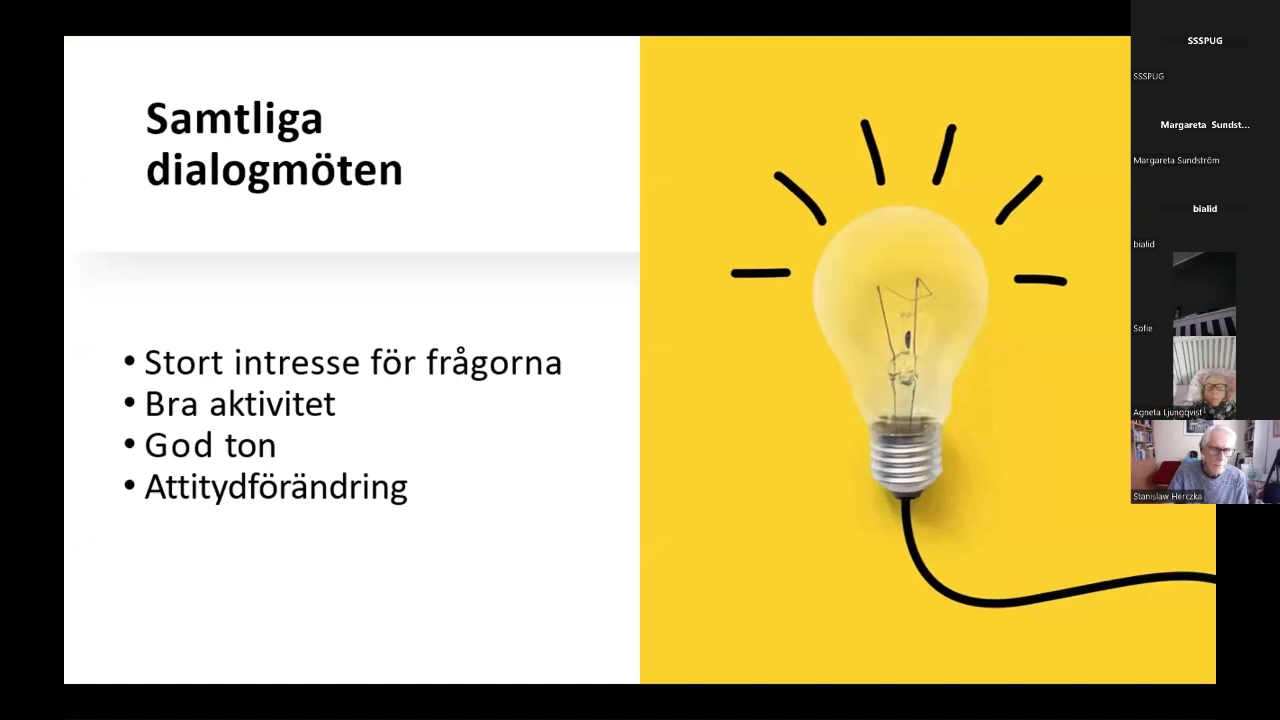 Samtliga
dialogmöten
• Stort intresse för frågorna
• Bra aktivitet
• God ton
• Attitydförändring
SSSPUG
SSSPUG
Margareta Sundst...
Margareta Sundström
bialid
bialid
Sofie
Agneta Ljungqvist
Stanislaw Herczka